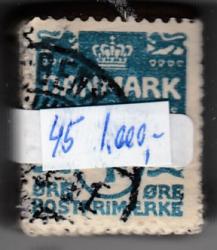 DANMARK
45 1.000,-
ØRE ØRE
POSTFRIMÆRKE